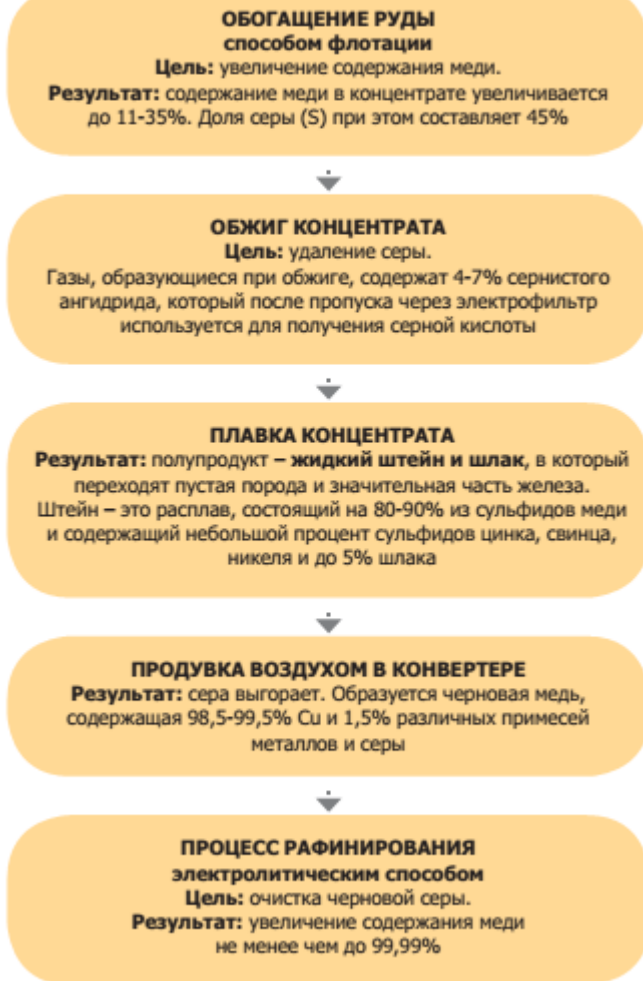 ОБОГАЩЕНИЕ РУДЫ
способом флотации
Цель: увеличение содержания меди.
Результат: содержание меди в концентрате увеличивается
до 11-35%. Доля серы (S) при этом составляет 45%
ОБЖИГ КОНЦЕНТРАТА
Цель: удаление серы.
Газы, образующиеся при обжиге, содержат 4-7% сернистого
ангидрида, который после пропуска через электрофильтр
используется для получения серной кислоты
ПЛАВКА КОНЦЕНТРАТА
Результат: полупродукт – жидкий штейн и шлак, в который
переходят пустая порода и значительная часть железа.
Штейн – это расплав, состоящий на 80-90% из сульфидов меди
и содержащий небольшой процент сульфидов цинка, свинца,
никеля и до 5% шлака
ПРОДУВКА ВОЗДУХОМ В КОНВЕРТЕРЕ
Результат: сера выгорает. Образуется черновая медь,
содержащая 98,5-99,5% Cu и 1,5% различных примесей
металлов и серы
ПРОЦЕСС РАФИНИРОВАНИЯ
электролитическим способом
Цель: очистка черновой серы.
Результат: увеличение содержания меди
не менее чем до 99,99%